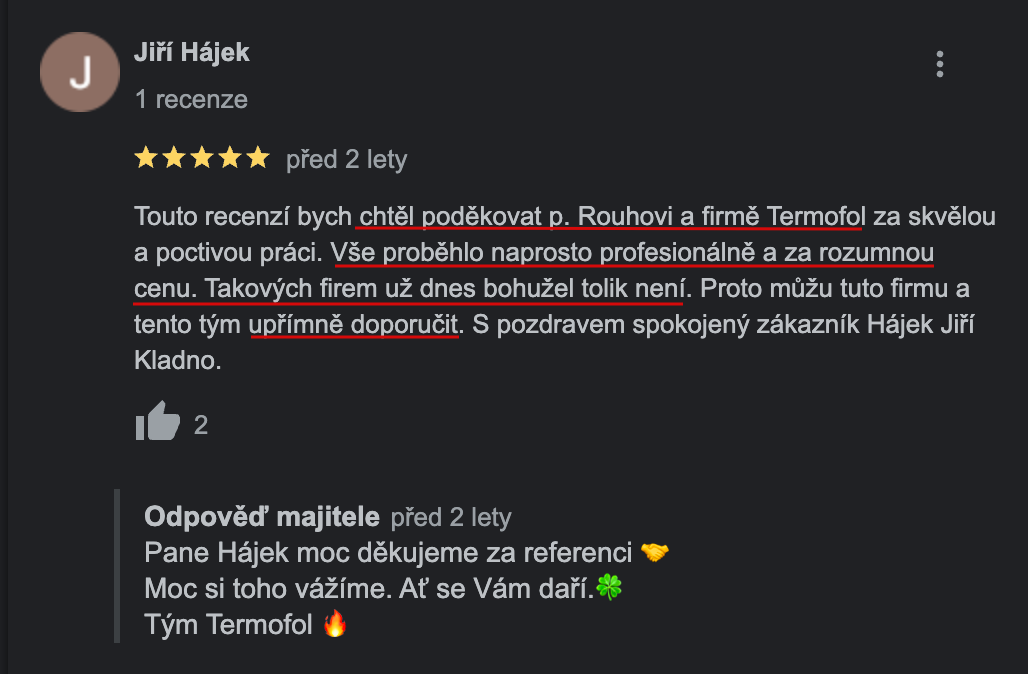 J
Jiří Hájek
1 recenze
před 2 lety
Touto recenzí bych chtěl poděkovat p. Rouhovi a firmě Termofol za skvělou
a poctivou práci. Vše proběhlo naprosto profesionálně a za rozumnou
cenu. Takových firem už dnes bohužel tolik není. Proto můžu tuto firmu a
tento tým upřímně doporučit. S pozdravem spokojený zákazník Hájek Jiří
Kladno.
2
Odpověď majitele před 2 lety
Pane Hájek moc děkujeme za referenci 🤝
Moc si toho vážíme. Ať se Vám daří.🍀
Tým Termofol 🔥